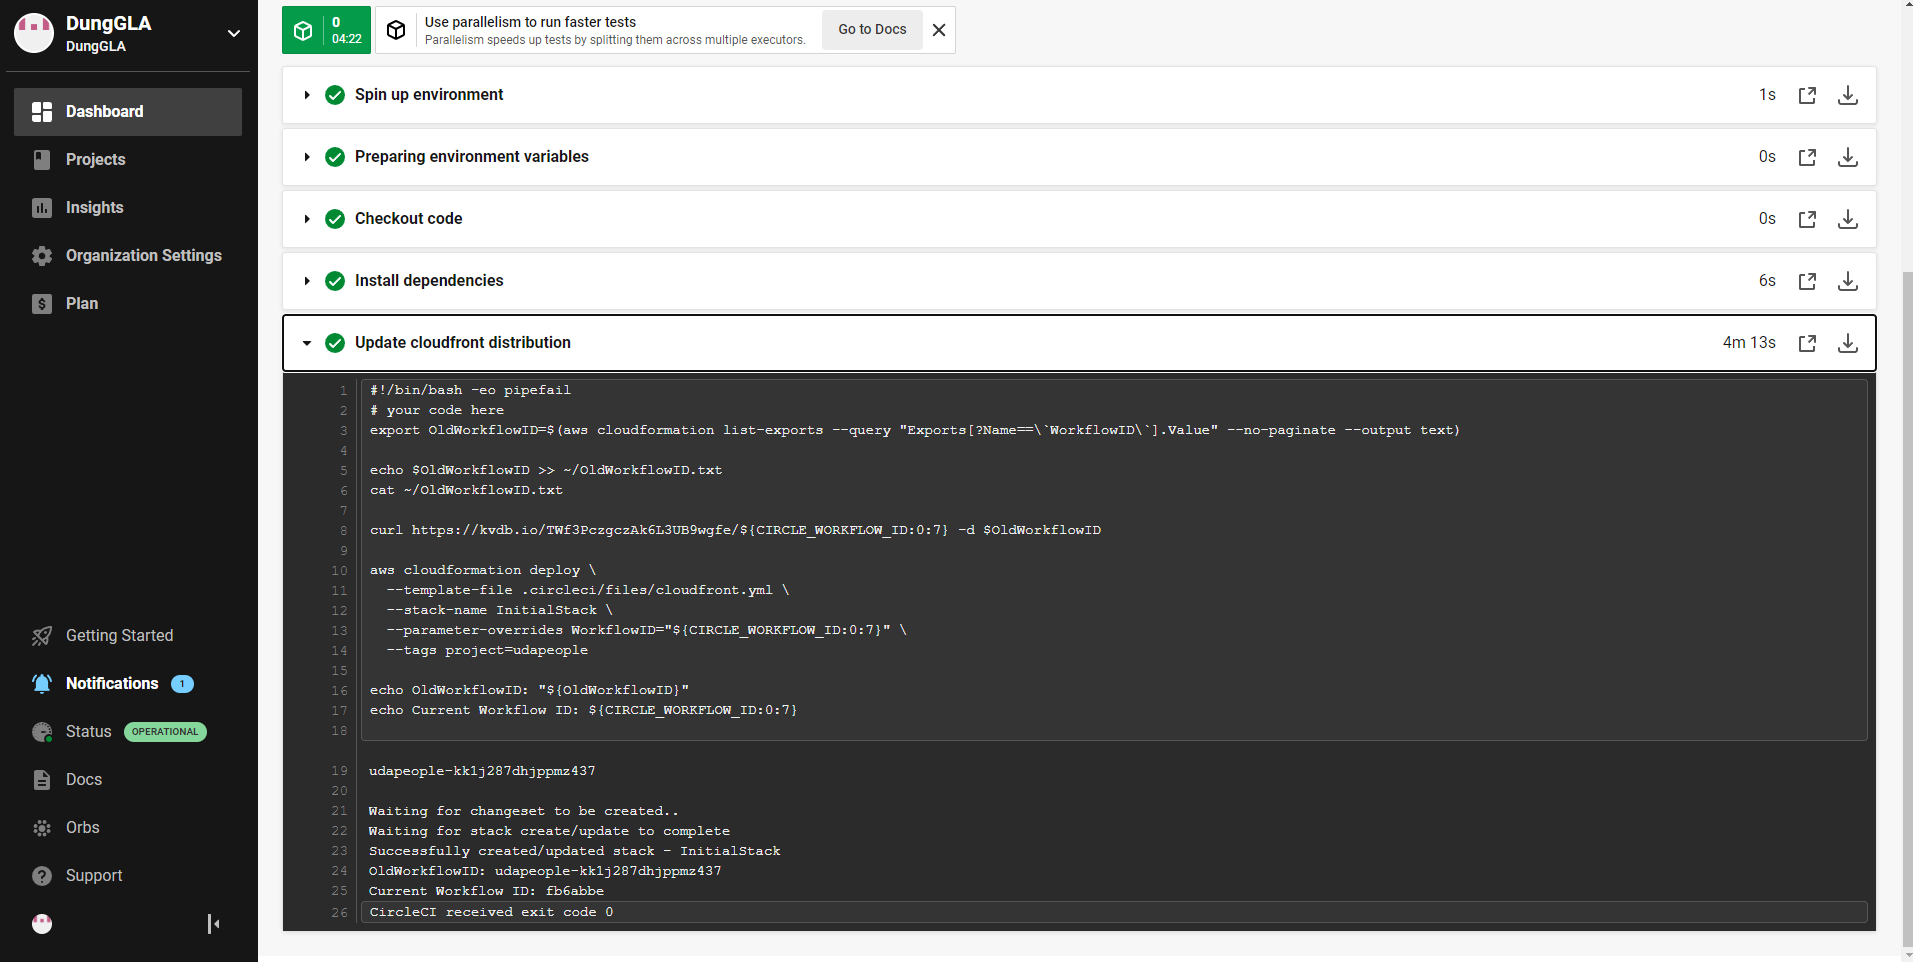 DungGLA
DungGLA
Dashboard
Projects
Insights
Organization Settings
Plan
Getting Started
Notifications 1
Status OPERATIONAL
Docs
Orbs
Support
0
04:22
Use parallelism to run faster tests
Parallelism speeds up tests by splitting them across multiple executors.
Go to Docs
Spin up environment 1s
Preparing environment variables 0s
Checkout code 0s
Install dependencies 6s
Update cloudfront distribution 4m 13s
1 #!/bin/bash -eo pipefail
2 # your code here
3 export OldWorkflowID=$(aws cloudformation list-exports --query "Exports[?Name==\`WorkflowID\`].Value" --no-paginate --output text)
4
5 echo $OldWorkflowID >> ~/OldWorkflowID.txt
6 cat ~/OldWorkflowID.txt
7
8 curl https://kvdb.io/TWf3PczgczAk6L3UB9wgfe/${CIRCLE_WORKFLOW_ID:0:7} -d $OldWorkflowID
9
10 aws cloudformation deploy \
11 --template-file .circleci/files/cloudfront.yml \
12 --stack-name InitialStack \
13 --parameter-overrides WorkflowID="${CIRCLE_WORKFLOW_ID:0:7}" \
14 --tags project=udapeople
15
16 echo OldWorkflowID: "${OldWorkflowID}"
17 echo Current Workflow ID: ${CIRCLE_WORKFLOW_ID:0:7}
18
19 udapeople-kk1j287dhjppmz437
20
21 Waiting for changeset to be created..
22 Waiting for stack create/update to complete
23 Successfully created/updated stack - InitialStack
24 OldWorkflowID: udapeople-kk1j287dhjppmz437
25 Current Workflow ID: fb6abbe
26 CircleCI received exit code 0